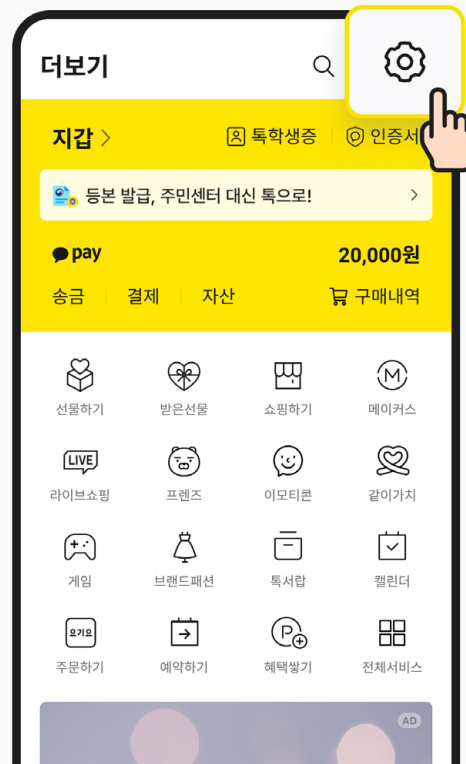 더보기
지갑
톡학생증
인증서
등본 발급, 주민센터 대신 톡으로!
pay
20,000원
송금
결제
자산
구매내역
선물하기
받은선물
쇼핑하기
M
메이커스
LIVE
라이브쇼핑
프렌즈
이모티콘
같이가치
게임
브랜드패션
톡서랍
캘린더
요기요
주문하기
예약하기
P
혜택쌓기
전체서비스
AD